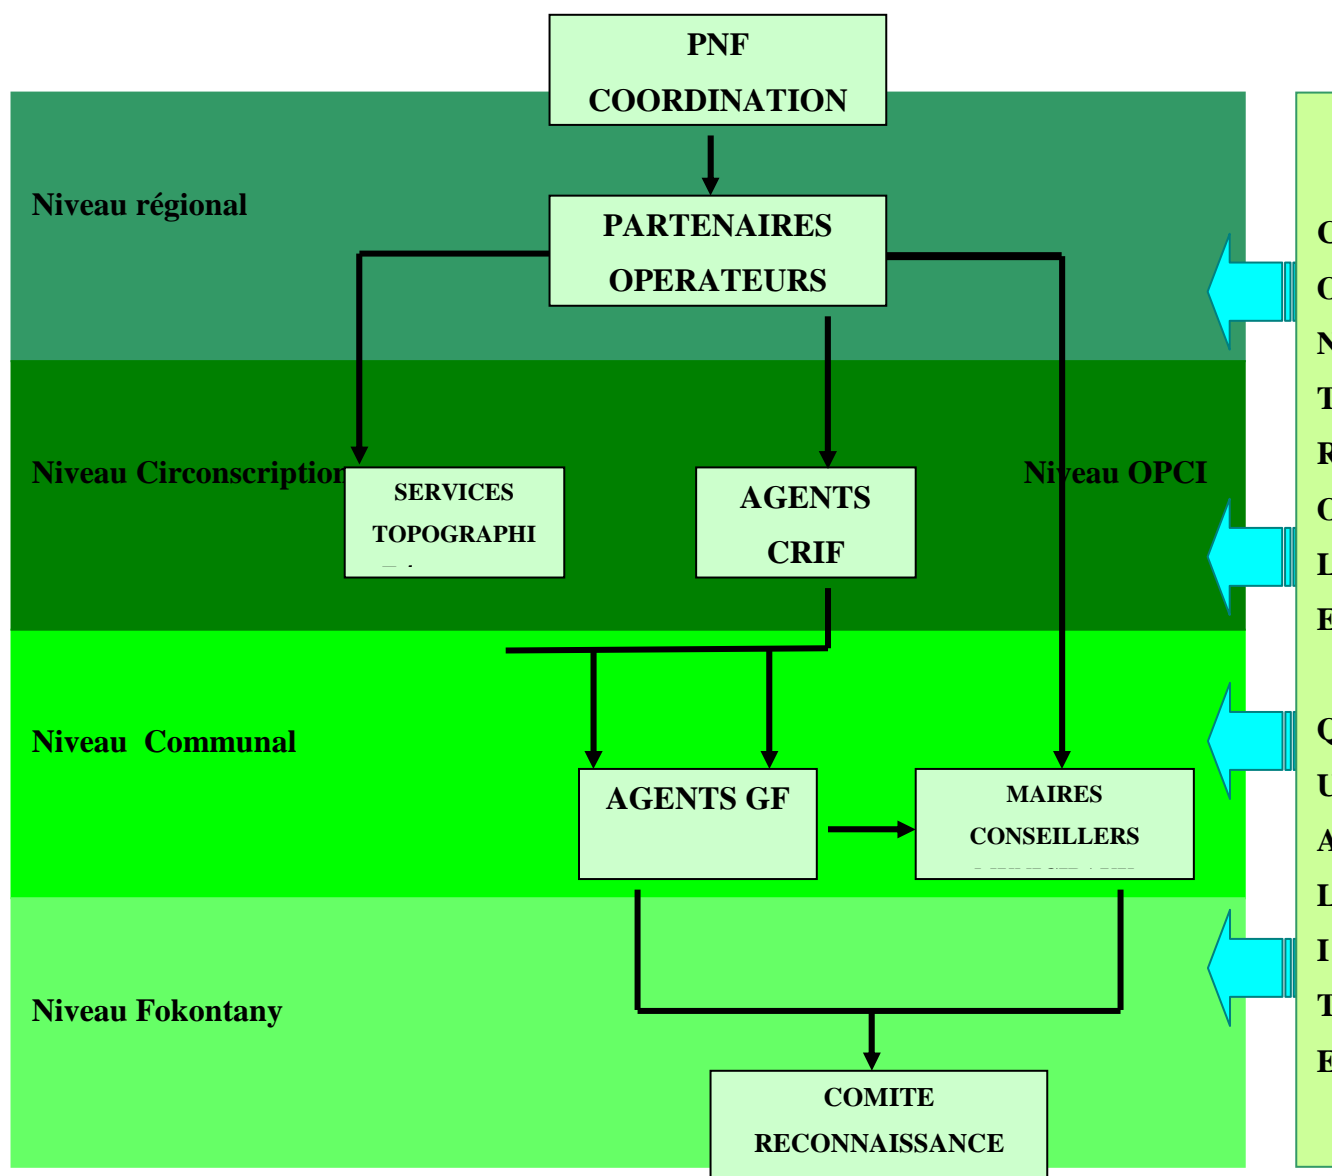 PNF
COORDINATION
Niveau régional
PARTENAIRES
OPERATEURS
Niveau Circonscription
Niveau OPCI
SERVICES
TOPOGRAPHI
AGENTS
CRIF
Niveau  Communal
AGENTS GF
MAIRES
CONSEILLERS
Niveau Fokontany
COMITE
RECONNAISSANCE
C
O
N
T
R
O
L
E
Q
U
A
L
I
T
E